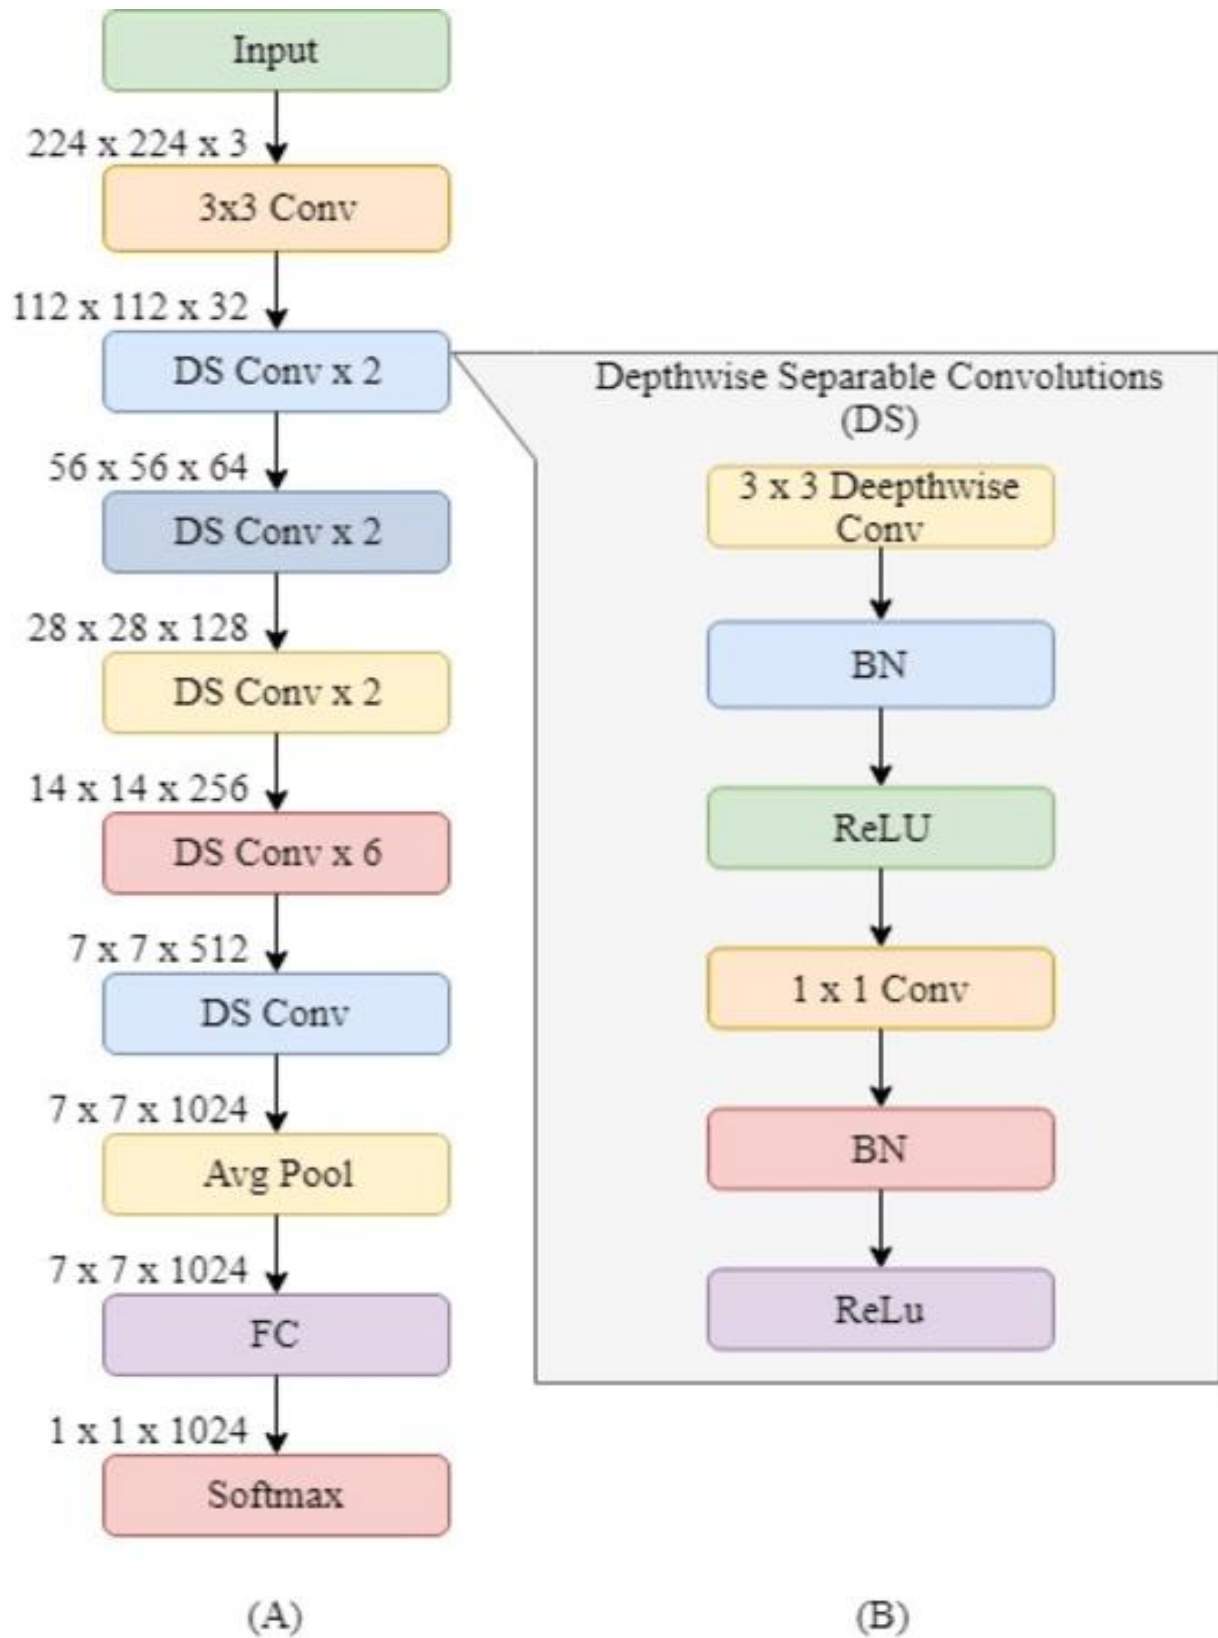 Input
224 x 224 x 3
3x3 Conv
112 x 112 x 32
DS Conv x 2
56 x 56 x 64
DS Conv x 2
28 x 28 x 128
DS Conv x 2
14 x 14 x 256
DS Conv x 6
7 x 7 x 512
DS Conv
7 x 7 x 1024
Avg Pool
7 x 7 x 1024
FC
1 x 1 x 1024
Softmax
(A)
Depthwise Separable Convolutions
(DS)
3 x 3 Deepthwise
Conv
BN
ReLU
1 x 1 Conv
BN
ReLu
(B)